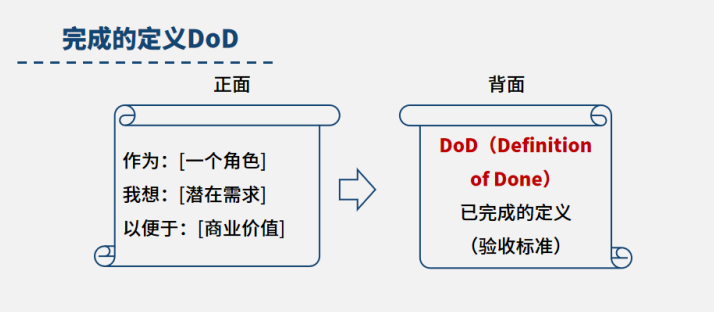 完成的定义DoD
正面
作为：[一个角色]
我想：[潜在需求]
以便于：[商业价值]
背面
DoD（Definition
of Done）
已完成的定义
（验收标准）